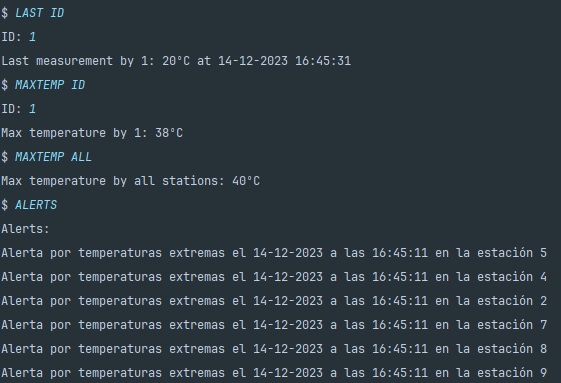 $ LAST ID
ID: 1
Last measurement by 1: 20°C at 14-12-2023 16:45:31
$ MAXTEMP ID
ID: 1
Max temperature by 1: 38°C
$ MAXTEMP ALL
Max temperature by all stations: 40°C
$ ALERTS
Alerts:
Alerta por temperaturas extremas el 14-12-2023 a las 16:45:11 en la estación 5
Alerta por temperaturas extremas el 14-12-2023 a las 16:45:11 en la estación 4
Alerta por temperaturas extremas el 14-12-2023 a las 16:45:11 en la estación 2
Alerta por temperaturas extremas el 14-12-2023 a las 16:45:11 en la estación 7
Alerta por temperaturas extremas el 14-12-2023 a las 16:45:11 en la estación 8
Alerta por temperaturas extremas el 14-12-2023 a las 16:45:11 en la estación 9